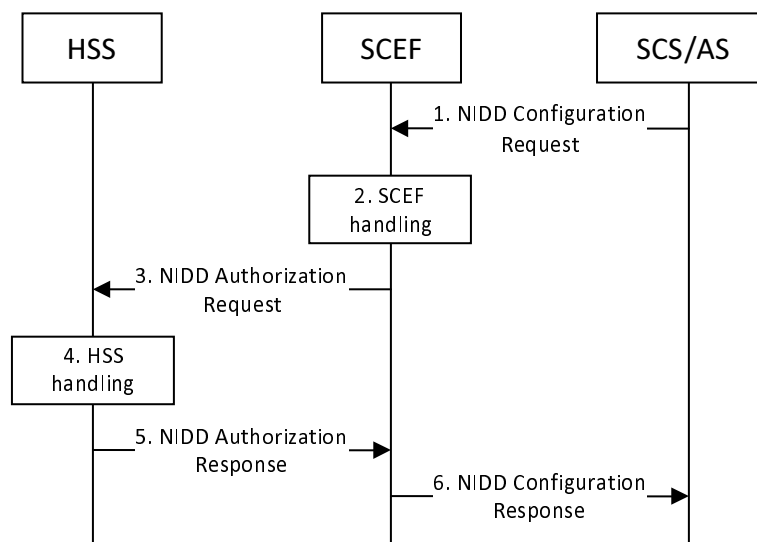 HSS
SCEF
SCS/AS
1. NIDD Configuration
Request
2. SCEF
handling
3. NIDD Authorization
Request
4. HSS
handling
5. NIDD Authorization
Response
6. NIDD Configuration
Response